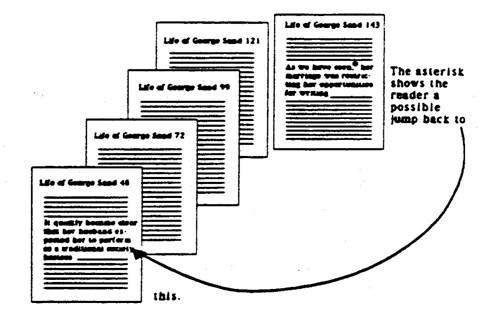 Life of George Sand 121
Life of George Sand 143
As we have seen,* her
marriage was restric-
ting her opportunities
for writing
The asterisk
shows the
reader a
possible
jump back to
Life of George Sand 99
Life of George Sand 72
Life of George Sand 46
It quickly became clear
that her husband ex-
pected her to perform
as a traditional society
hostess
this.